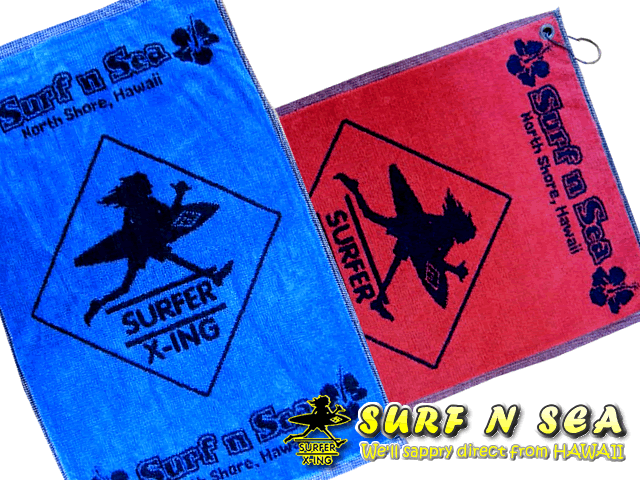 Surf n Sea
North Shore, Hawaii
SURFER
X-ING
Surf n Sea
North Shore, Hawaii
Surf n Sea
North Shore, Hawaii
SURFER
SURFER
X-ING
SURF N SEA
We'll sappry direct from HAWAII